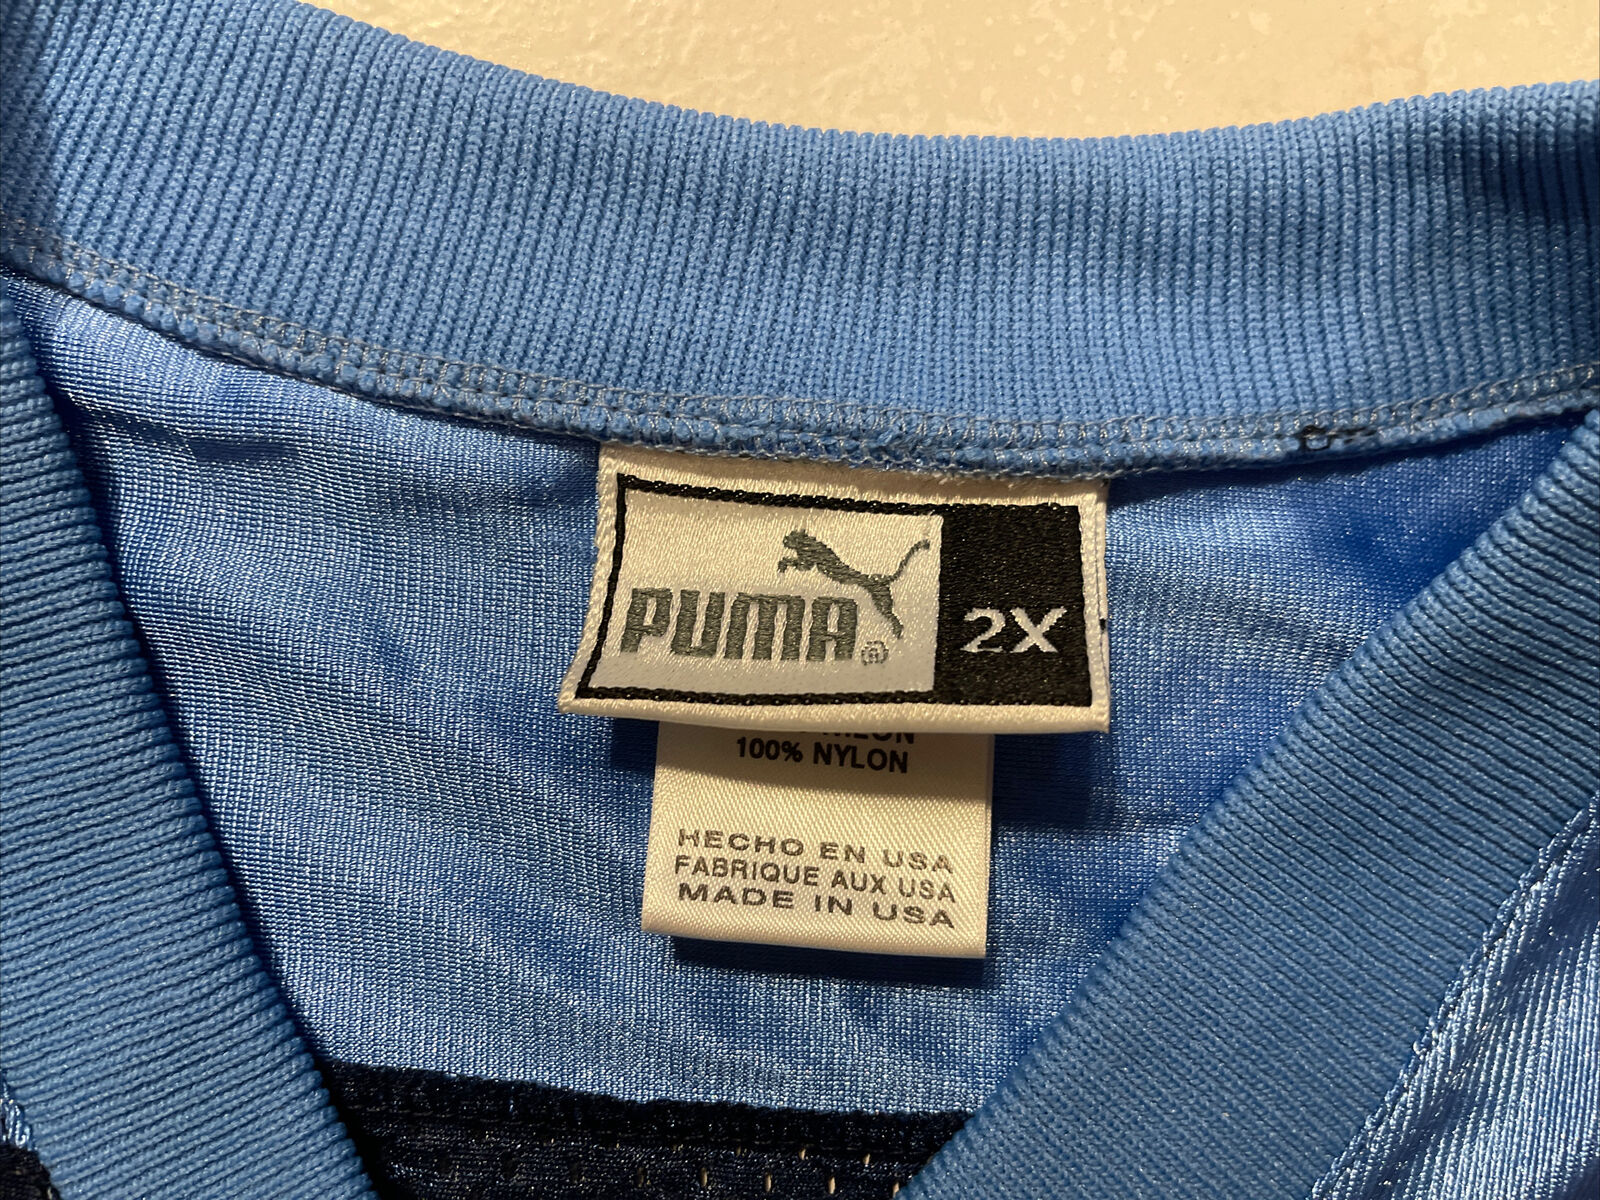 PUMA®
2X
100% NYLON
HECHO EN USA
FABRIQUE AUX USA
MADE IN USA